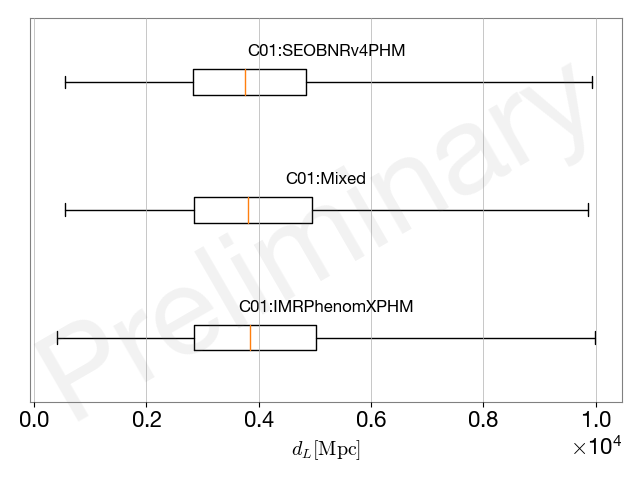 C01:SEOBNRv4PHM
C01:Mixed
C01:IMRPhenomXPHM
Preliminary
0.0 0.2 0.4 0.6 0.8 1.0
×10⁴
d_L[Mpc]